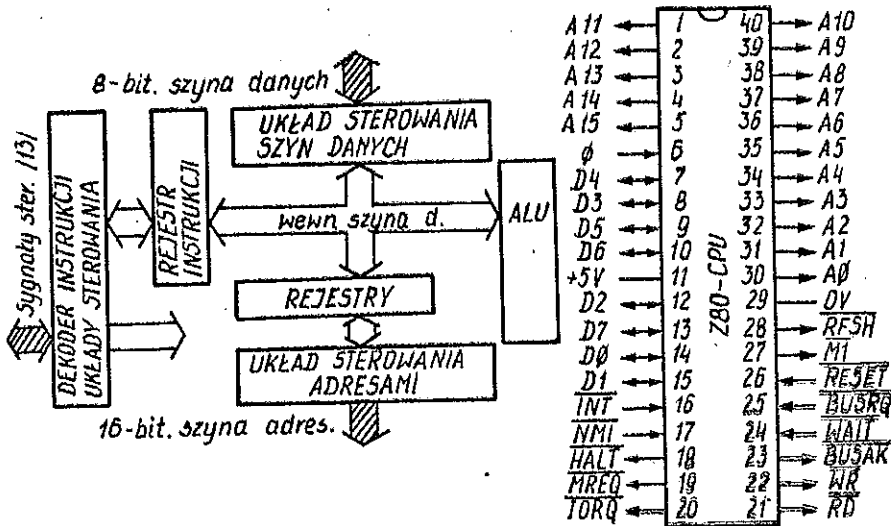 8-bit. szyna danych
UKŁAD STEROWANIA
SZYN DANYCH
Sygnały ster. /13/
DEKODER INSTRUKCJI
UKŁADY STEROWANIA
REJESTR
INSTRUKCJI
wewn szyna d.
ALU
REJESTRY
UKŁAD STEROWANIA
ADRESAMI
16-bit. szyna adres.
Z80-CPU
A11 1 40 A10
A12 2 39 A9
A13 3 38 A8
A14 4 37 A7
A15 5 36 A6
ø 6 35 A5
D4 7 34 A4
D3 8 33 A3
D5 9 32 A2
D6 10 31 A1
+5V 11 30 AØ
D2 12 29 0V
D7 13 28 RFSH
DØ 14 27 M1
D1 15 26 RESET
INT 16 25 BUSRQ
NMI 17 24 WAIT
HALT 18 23 BUSAK
MREQ 19 22 WR
IORQ 20 21 RD